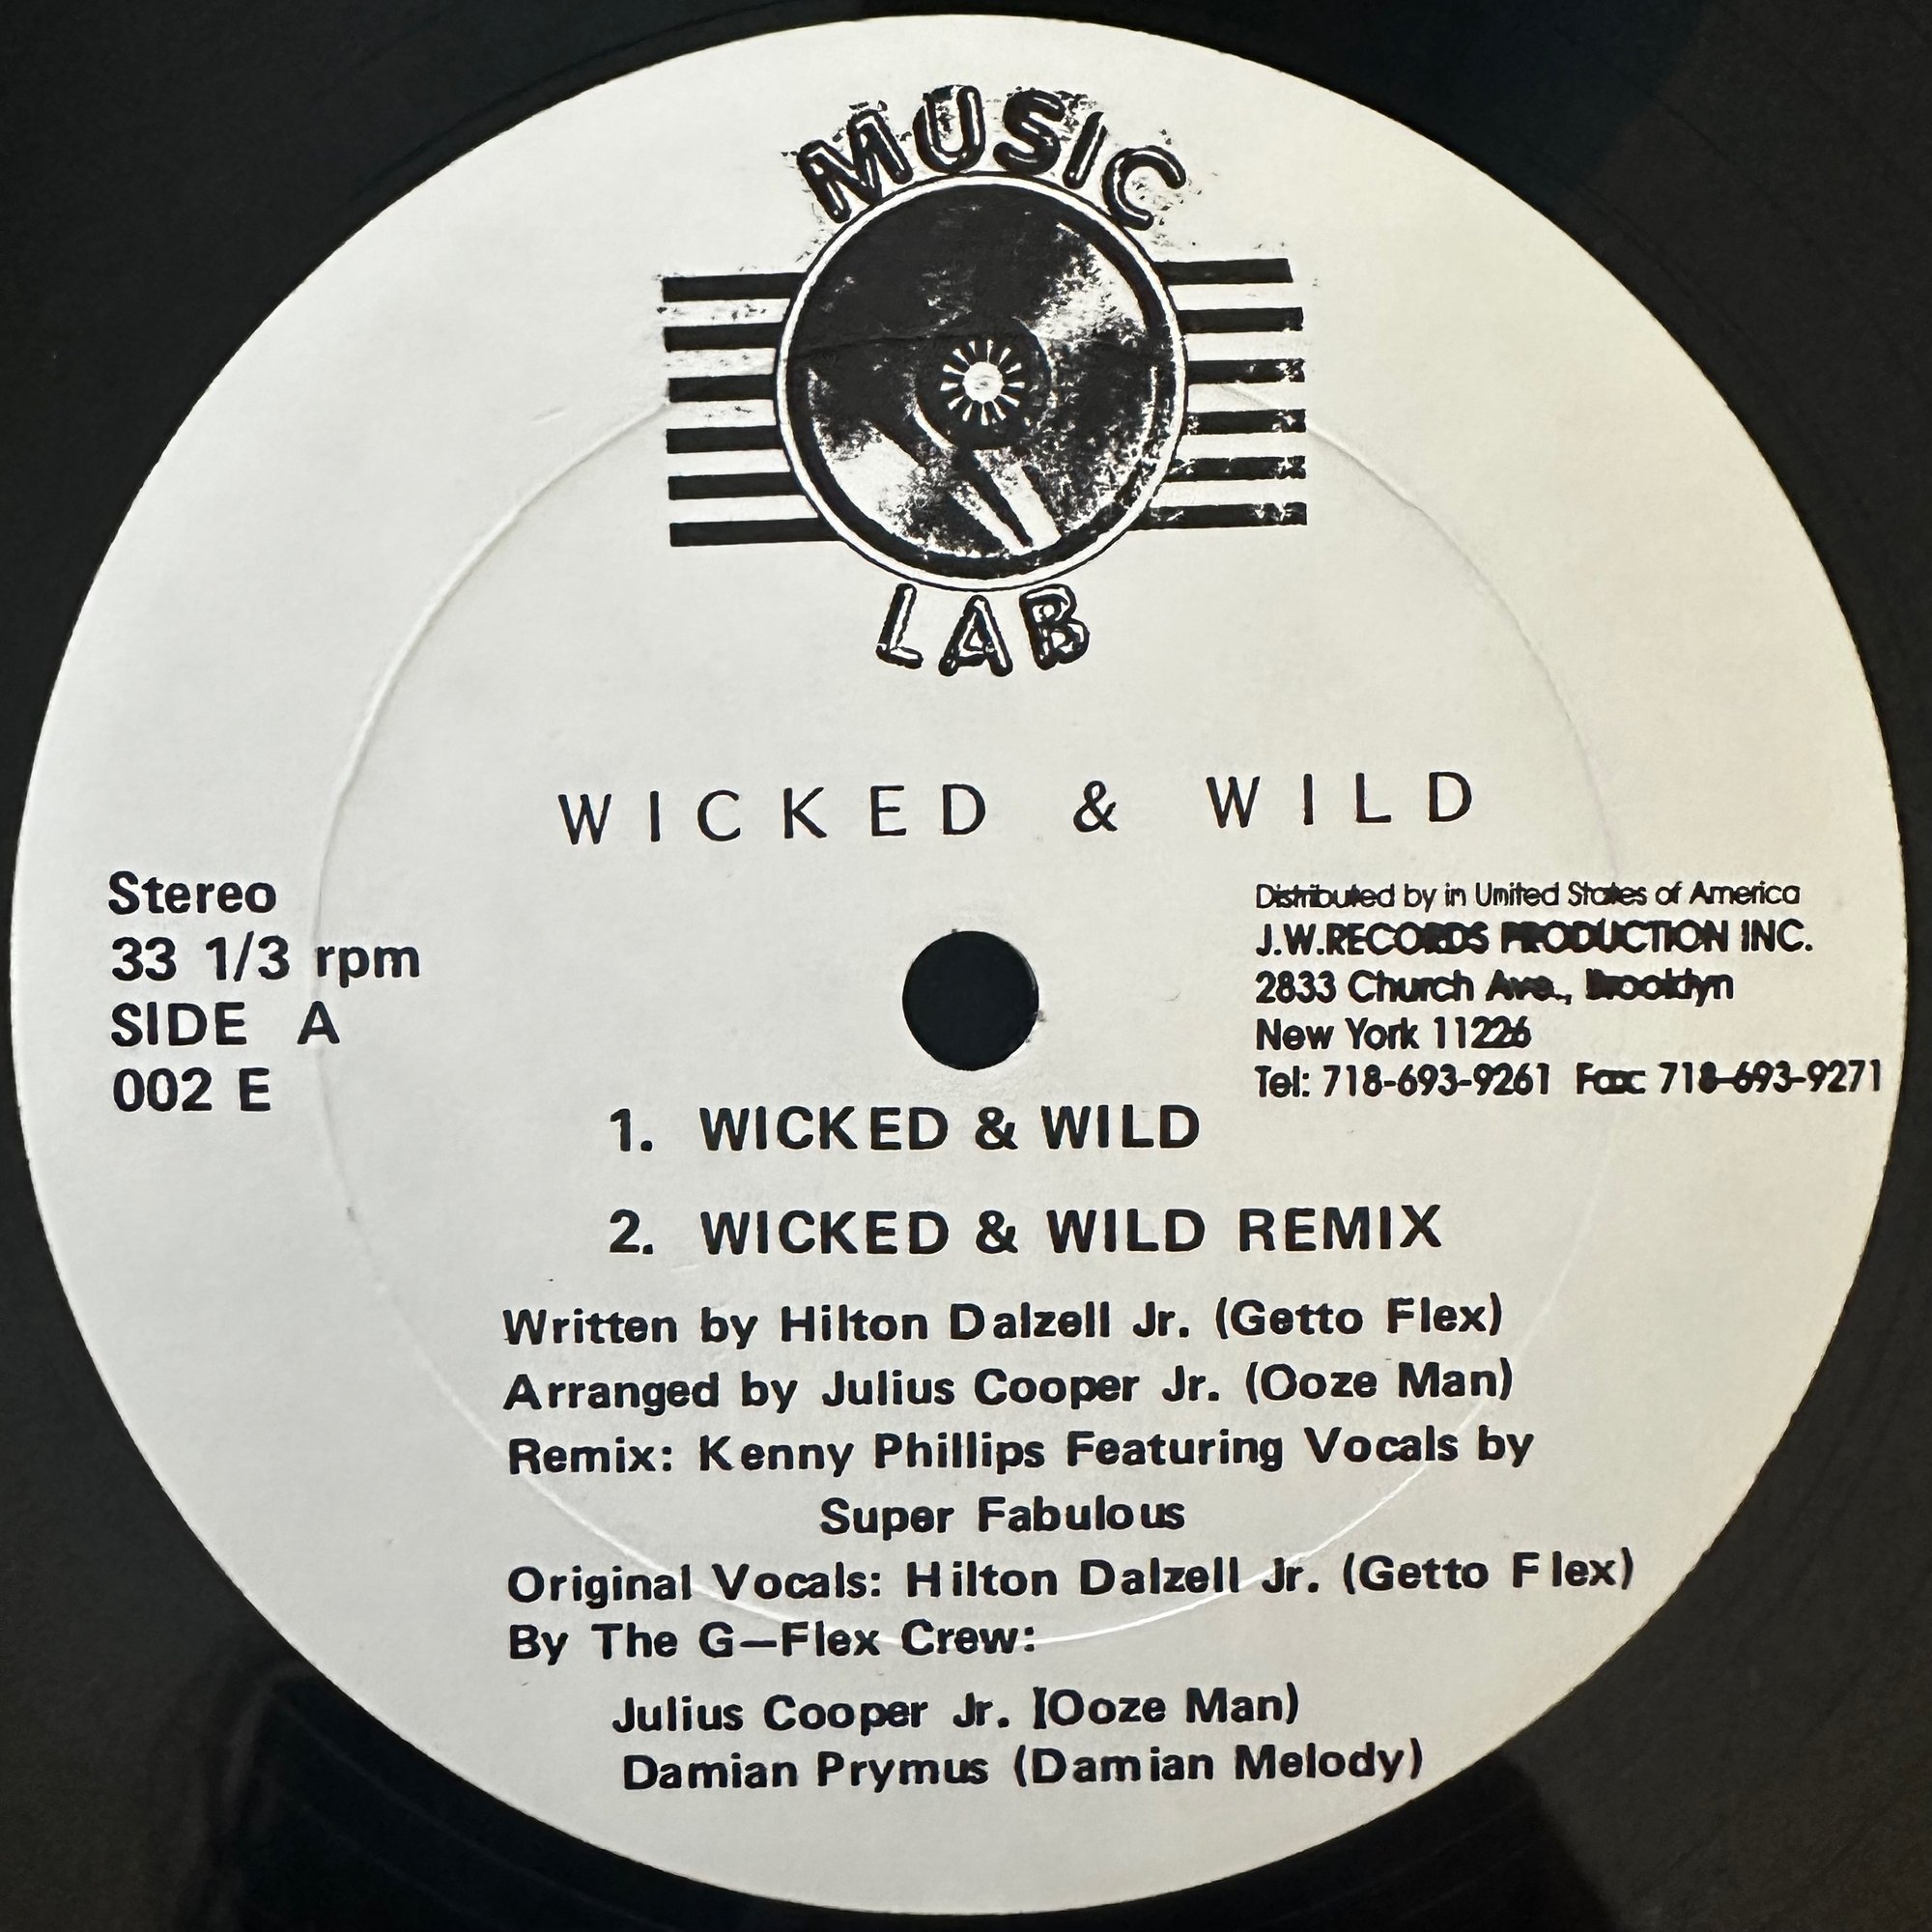 MUSIC
LAB
WICKED & WILD
Stereo
33 1/3 rpm
SIDE A
002 E
Distributed by in United States of America
J.W.RECORDS PRODUCTION INC.
2833 Church Ave., Brooklyn
New York 11226
Tel: 718-693-9261 Fax: 718-693-9271
1. WICKED & WILD
2. WICKED & WILD REMIX
Written by Hilton Dalzell Jr. (Getto Flex)
Arranged by Julius Cooper Jr. (Ooze Man)
Remix: Kenny Phillips Featuring Vocals by
Super Fabulous
Original Vocals: Hilton Dalzell Jr. (Getto Flex)
By The G—Flex Crew:
Julius Cooper Jr. (Ooze Man)
Damian Prymus (Damian Melody)